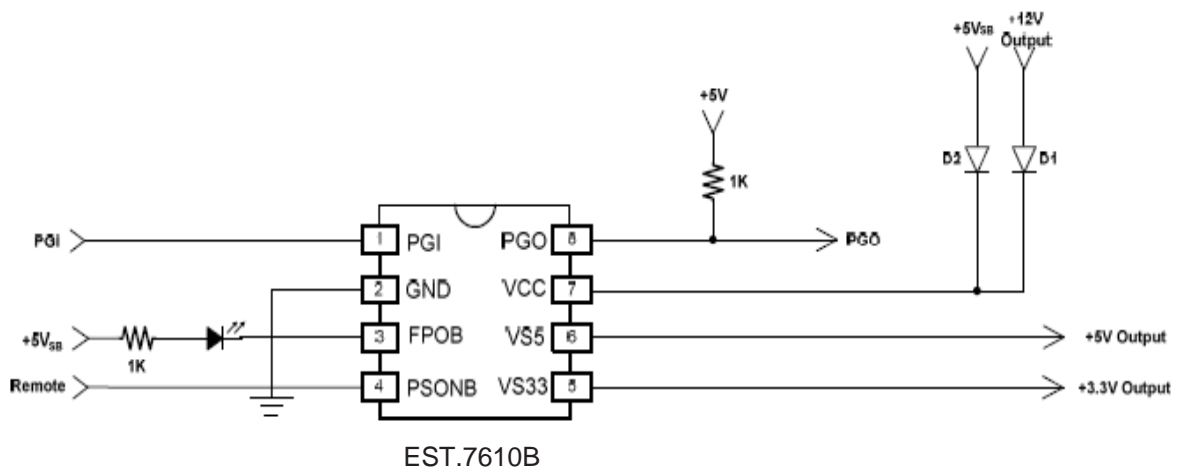 +5VSB
+12V
Output
+5V
D2
D1
1K
PGI
1
PGI
PGO
8
PGO
2
GND
VCC
7
+5VSB
1K
3
FPOB
VS5
6
+5V Output
Remote
4
PSONB
VS33
5
+3.3V Output
EST.7610B